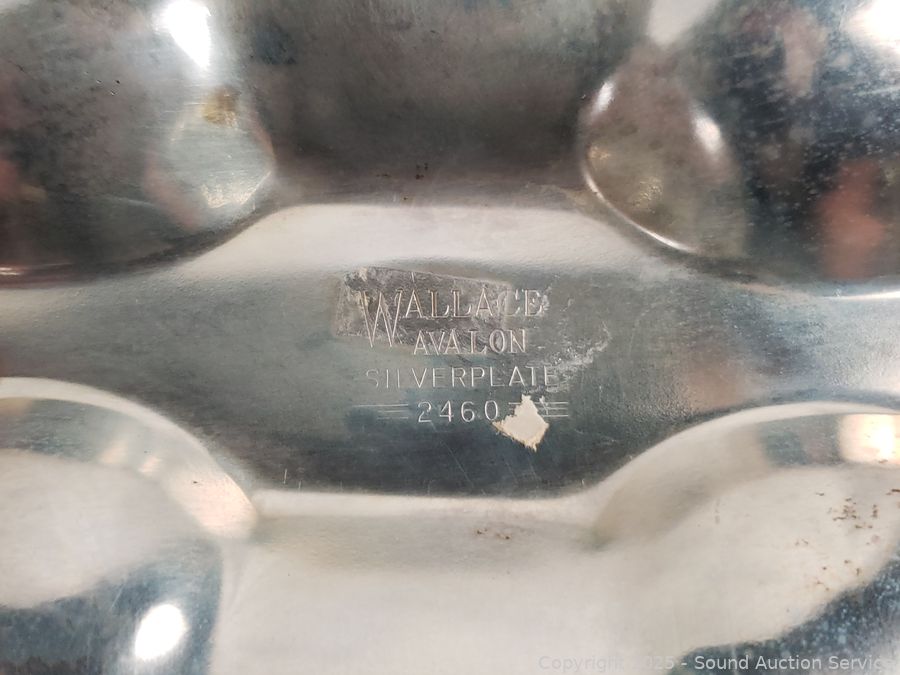 WALLACE
AVALON
SILVERPLATE
2460
Copyright © 2025 - Sound Auction Service